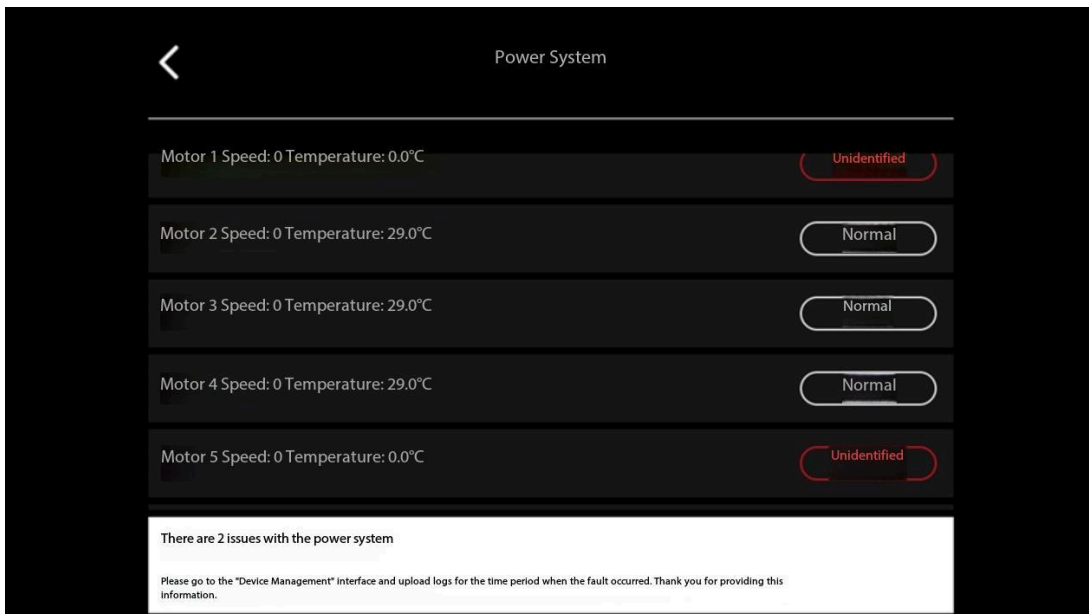 Power System
Motor 1 Speed: 0 Temperature: 0.0°C
Unidentified
Motor 2 Speed: 0 Temperature: 29.0°C
Normal
Motor 3 Speed: 0 Temperature: 29.0°C
Normal
Motor 4 Speed: 0 Temperature: 29.0°C
Normal
Motor 5 Speed: 0 Temperature: 0.0°C
Unidentified
There are 2 issues with the power system
Please go to the "Device Management" interface and upload logs for the time period when the fault occurred. Thank you for providing this
information.